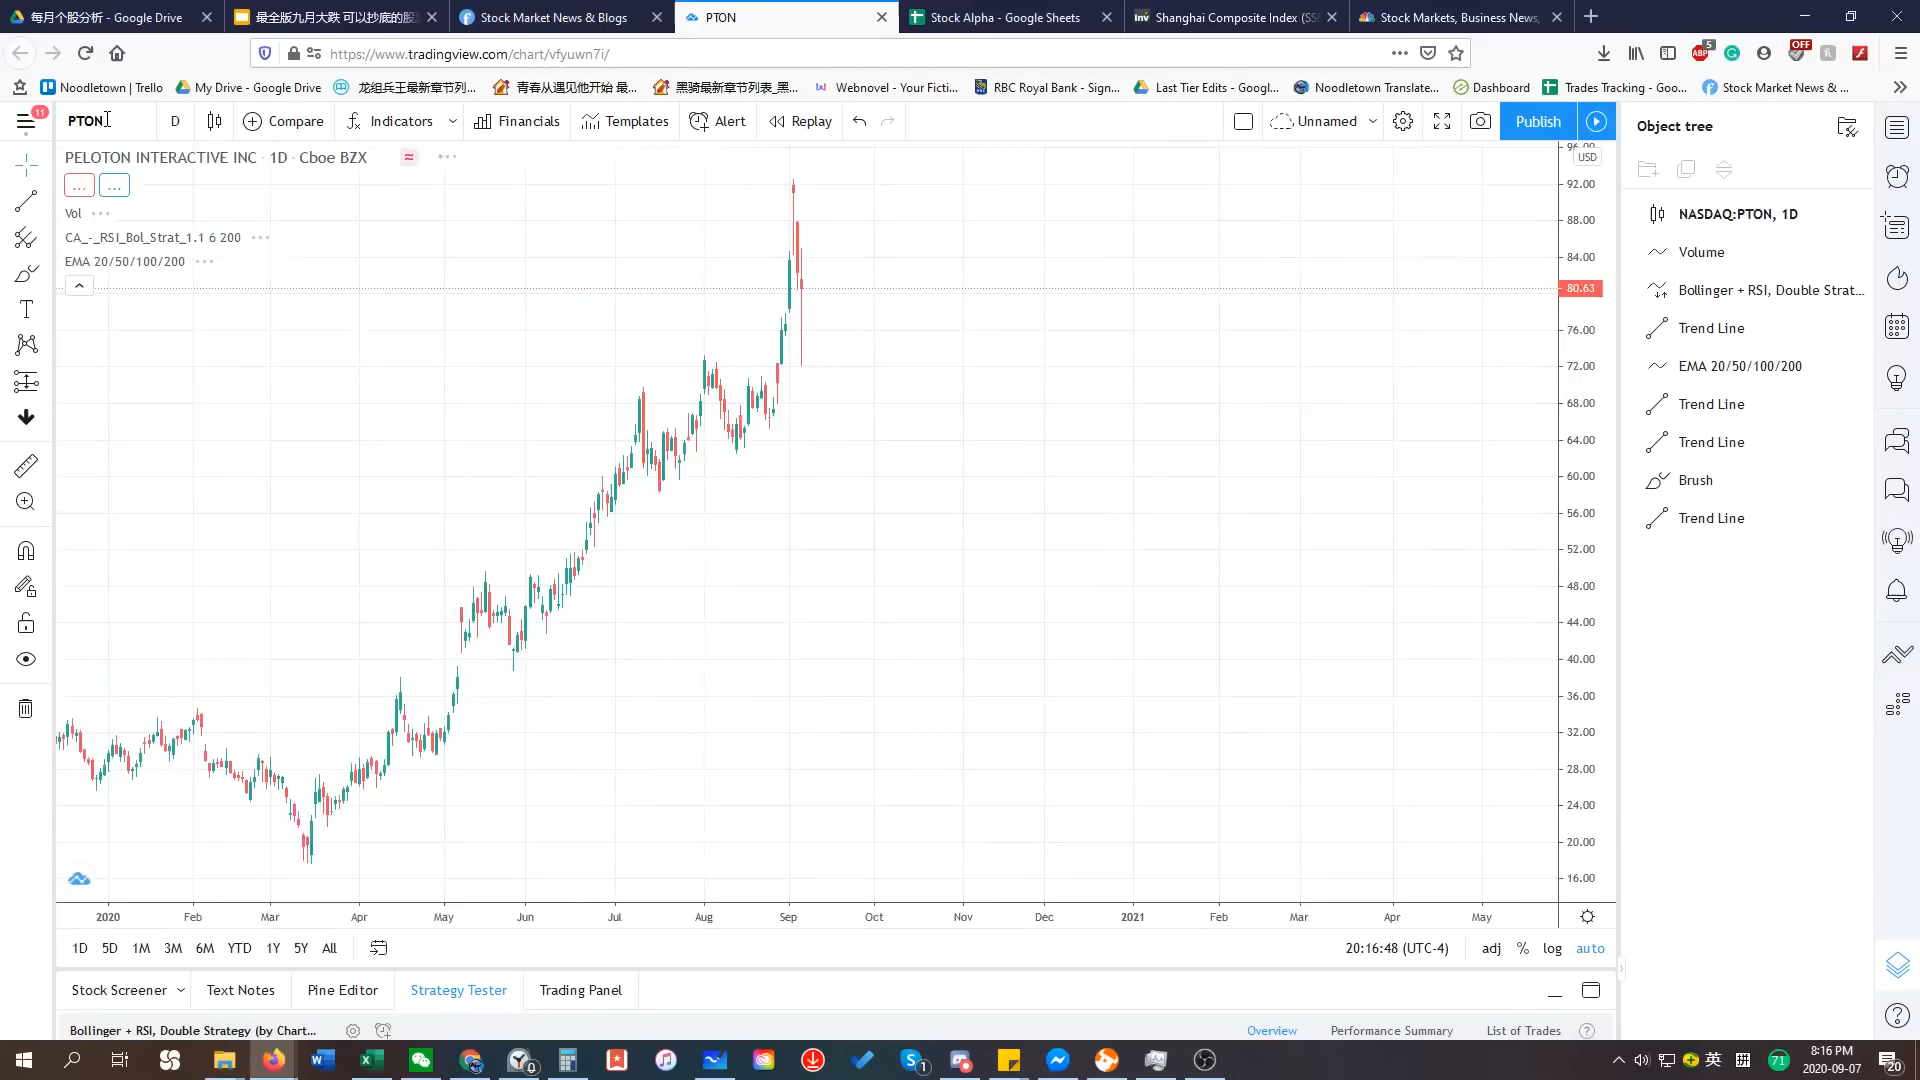 每月个股分析 - Google Drive
最全版九月大跌 可以抄底的股
Stock Market News & Blogs
PTON
Stock Alpha - Google Sheets
Inv Shanghai Composite Index (SS
Stock Markets, Business News,
https://www.tradingview.com/chart/vfyuwn7i/
ABP 5 OFF
Noodletown | Trello
My Drive - Google Drive
龙组兵王最新章节列...
青春从遇见他开始 最...
黑骑最新章节列表_黑...
Webnovel - Your Ficti...
RBC Royal Bank - Sign...
Last Tier Edits - Googl...
Noodletown Translate...
Dashboard
Trades Tracking - Goo...
Stock Market News & ...
11
PTON
D
Compare
Indicators
Financials
Templates
Alert
Replay
Unnamed
Publish
Object tree
PELOTON INTERACTIVE INC · 1D · Cboe BZX
USD
Vol
CA_-_RSI_Bol_Strat_1.1 6 200
EMA 20/50/100/200
96.00
92.00
88.00
84.00
80.63
76.00
72.00
68.00
64.00
60.00
56.00
52.00
48.00
44.00
40.00
36.00
32.00
28.00
24.00
20.00
16.00
NASDAQ:PTON, 1D
Volume
Bollinger + RSI, Double Strat...
Trend Line
EMA 20/50/100/200
Trend Line
Trend Line
Brush
Trend Line
2020 Feb Mar Apr May Jun Jul Aug Sep Oct Nov Dec 2021 Feb Mar Apr May
1D 5D 1M 3M 6M YTD 1Y 5Y All
20:16:48 (UTC-4) adj % log auto
Stock Screener Text Notes Pine Editor Strategy Tester Trading Panel
Bollinger + RSI, Double Strategy (by Chart...
Overview Performance Summary List of Trades
英 拼 71
8:16 PM
2020-09-07
20